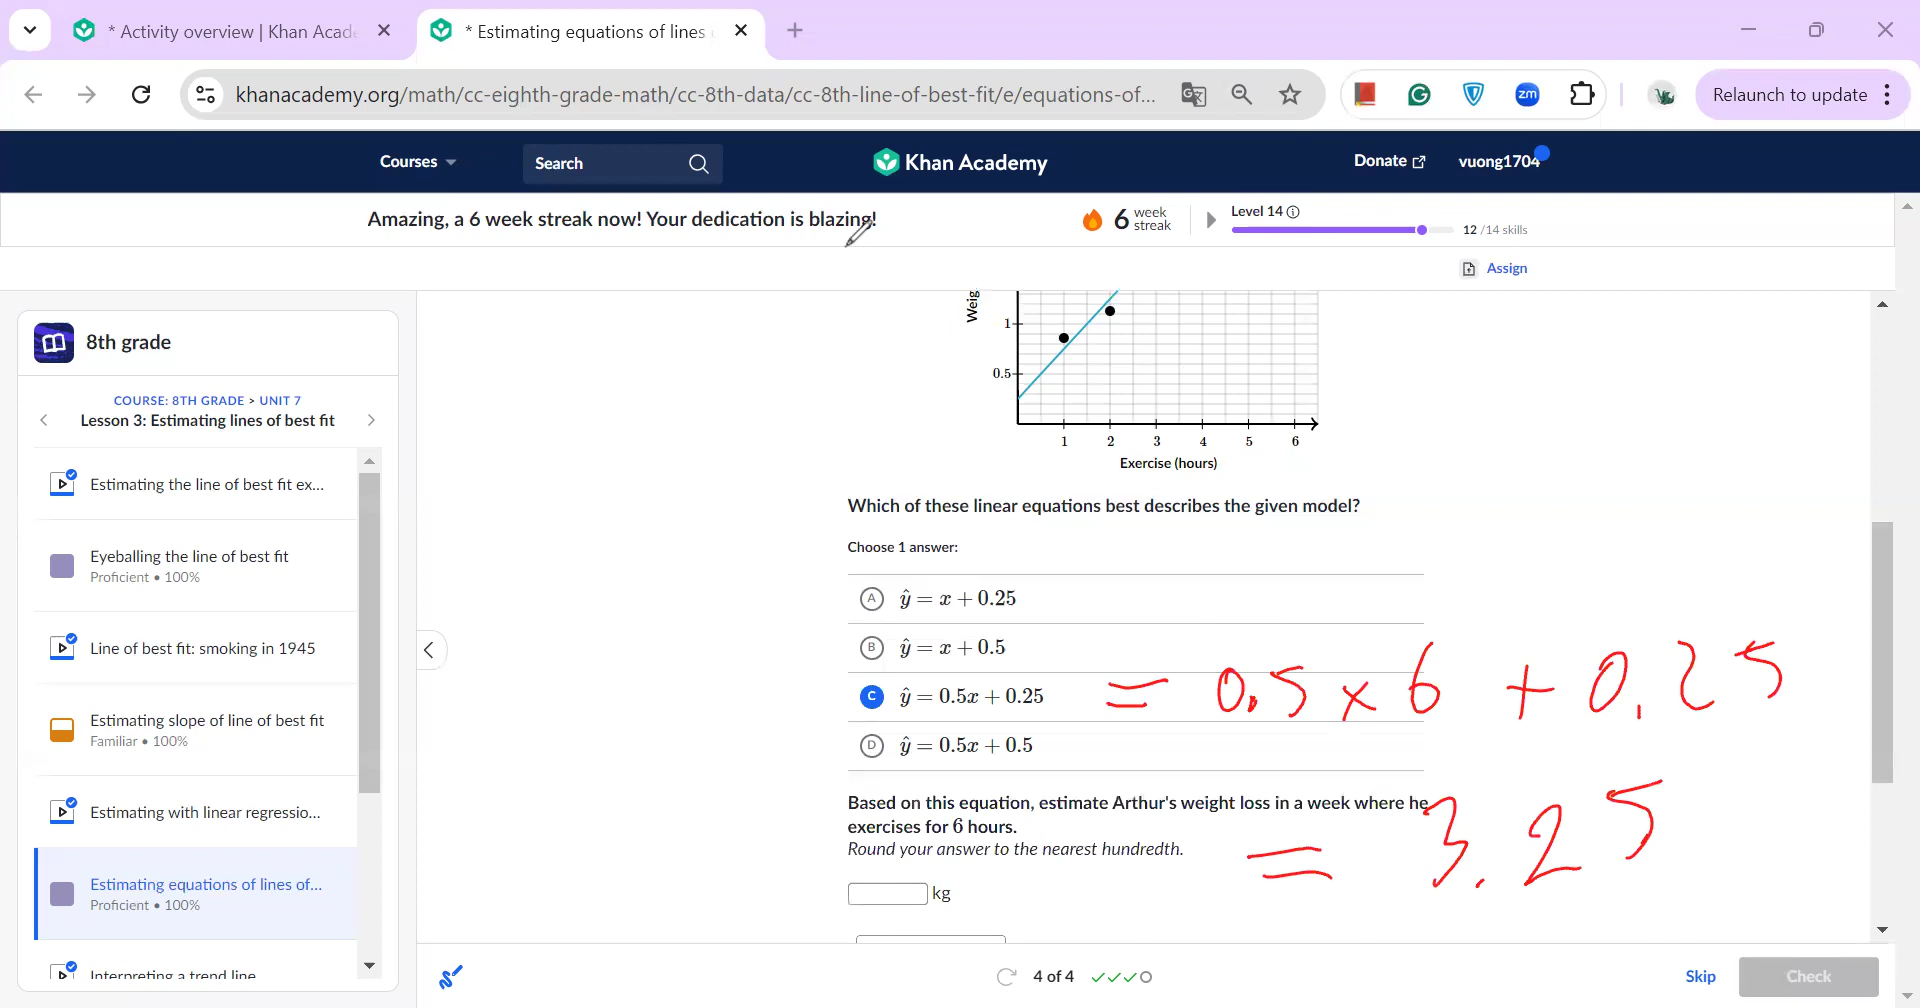 * Activity overview | Khan Acade
* Estimating equations of lines
khanacademy.org/math/cc-eighth-grade-math/cc-8th-data/cc-8th-line-of-best-fit/e/equations-of...
zm
Relaunch to update
Courses
Search
Khan Academy
Donate
vuong1704
Amazing, a 6 week streak now! Your dedication is blazing!
6 week streak
Level 14
12 /14 skills
Assign
8th grade
COURSE: 8TH GRADE > UNIT 7
Lesson 3: Estimating lines of best fit
Estimating the line of best fit ex...
Eyeballing the line of best fit
Proficient • 100%
Line of best fit: smoking in 1945
Estimating slope of line of best fit
Familiar • 100%
Estimating with linear regressio...
Estimating equations of lines of...
Proficient • 100%
Interpreting a trend line
Weig
1
0.5
1 2 3 4 5 6
Exercise (hours)
Which of these linear equations best describes the given model?
Choose 1 answer:
A ŷ = x + 0.25
B ŷ = x + 0.5
C ŷ = 0.5x + 0.25 = 0.5 × 6 + 0.25
D ŷ = 0.5x + 0.5
Based on this equation, estimate Arthur's weight loss in a week where he
exercises for 6 hours.
Round your answer to the nearest hundredth.
= 3.25
kg
4 of 4
Skip
Check